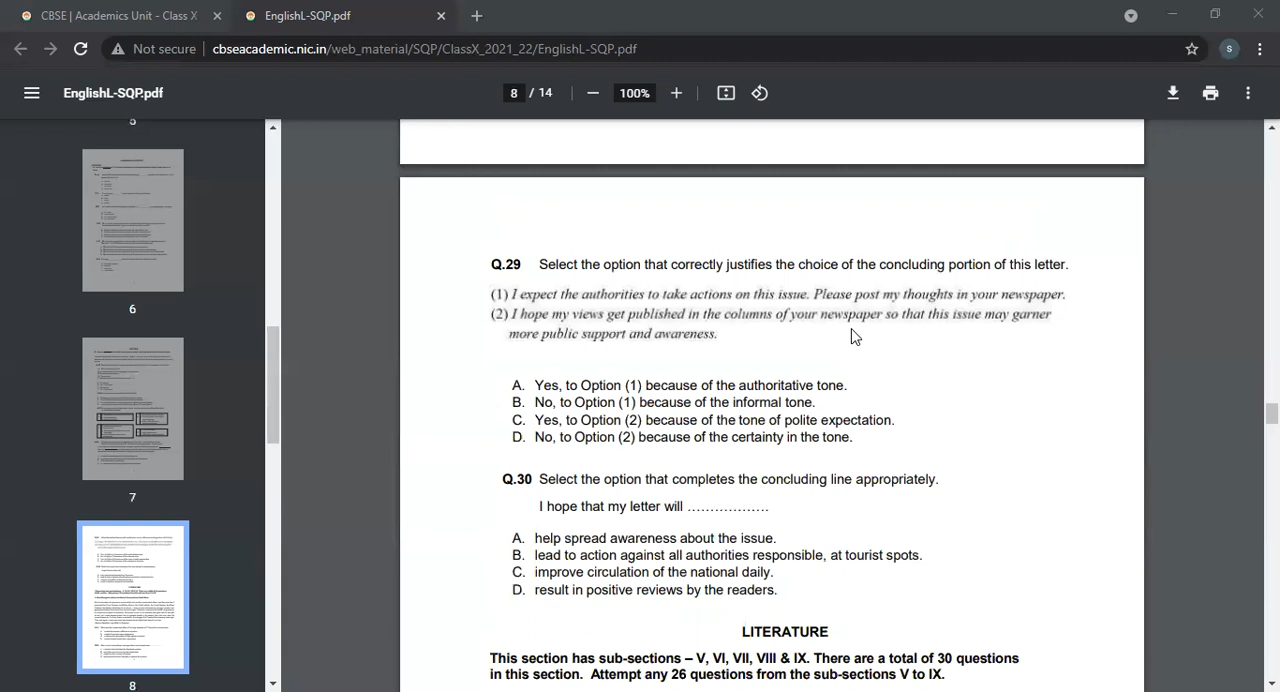 CBSE | Academics Unit - Class X
EnglishL-SQP.pdf
Not secure
cbseacademic.nic.in/web_material/SQP/ClassX_2021_22/EnglishL-SQP.pdf
S
EnglishL-SQP.pdf
8 / 14
100%
5
6
7
8
Q.29 Select the option that correctly justifies the choice of the concluding portion of this letter.
(1) I expect the authorities to take actions on this issue. Please post my thoughts in your newspaper.
(2) I hope my views get published in the columns of your newspaper so that this issue may garner
more public support and awareness.
A. Yes, to Option (1) because of the authoritative tone.
B. No, to Option (1) because of the informal tone.
C. Yes, to Option (2) because of the tone of polite expectation.
D. No, to Option (2) because of the certainty in the tone.
Q.30 Select the option that completes the concluding line appropriately.
I hope that my letter will ………………
A. help spread awareness about the issue.
B. lead to action against all authorities responsible, at tourist spots.
C. improve circulation of the national daily.
D. result in positive reviews by the readers.
LITERATURE
This section has sub-sections – V, VI, VII, VIII & IX. There are a total of 30 questions
in this section. Attempt any 26 questions from the sub-sections V to IX.